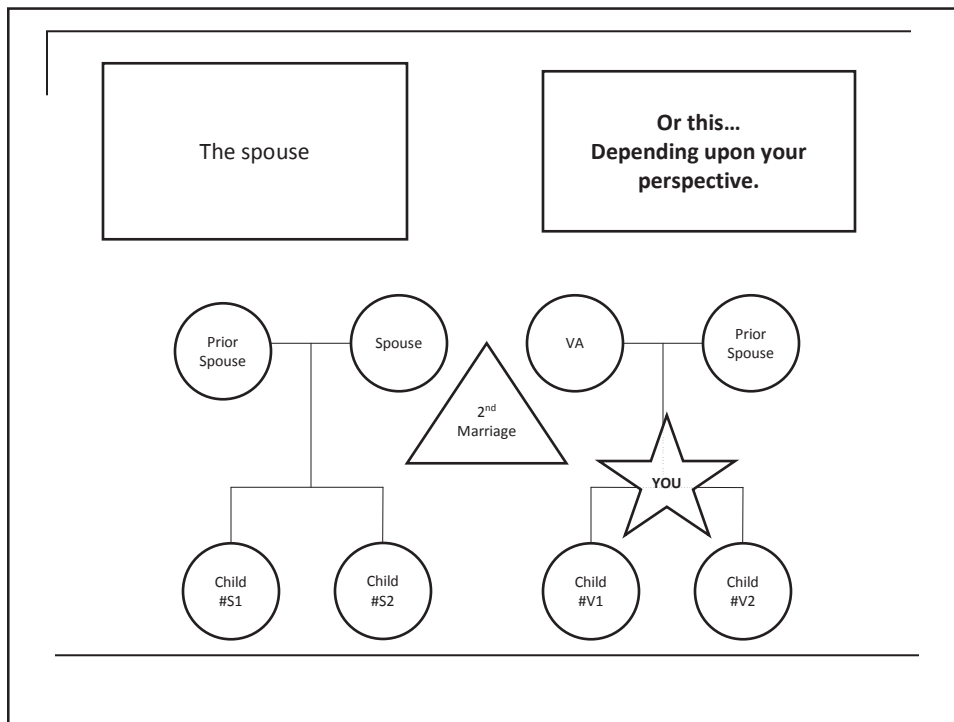 The spouse
Or this…
Depending upon your
perspective.
Prior
Spouse
Spouse
VA
Prior
Spouse
2nd
Marriage
YOU
Child
#S1
Child
#S2
Child
#V1
Child
#V2